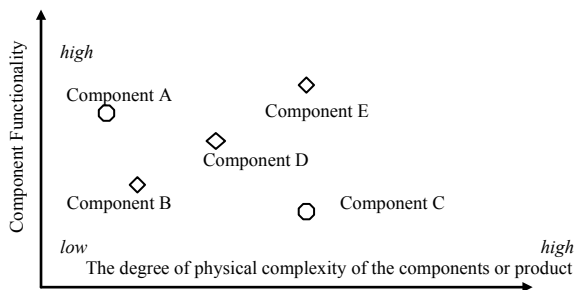 high
Component A
Component E
Component D
Component B
Component C
low
high
The degree of physical complexity of the components or product
Component Functionality